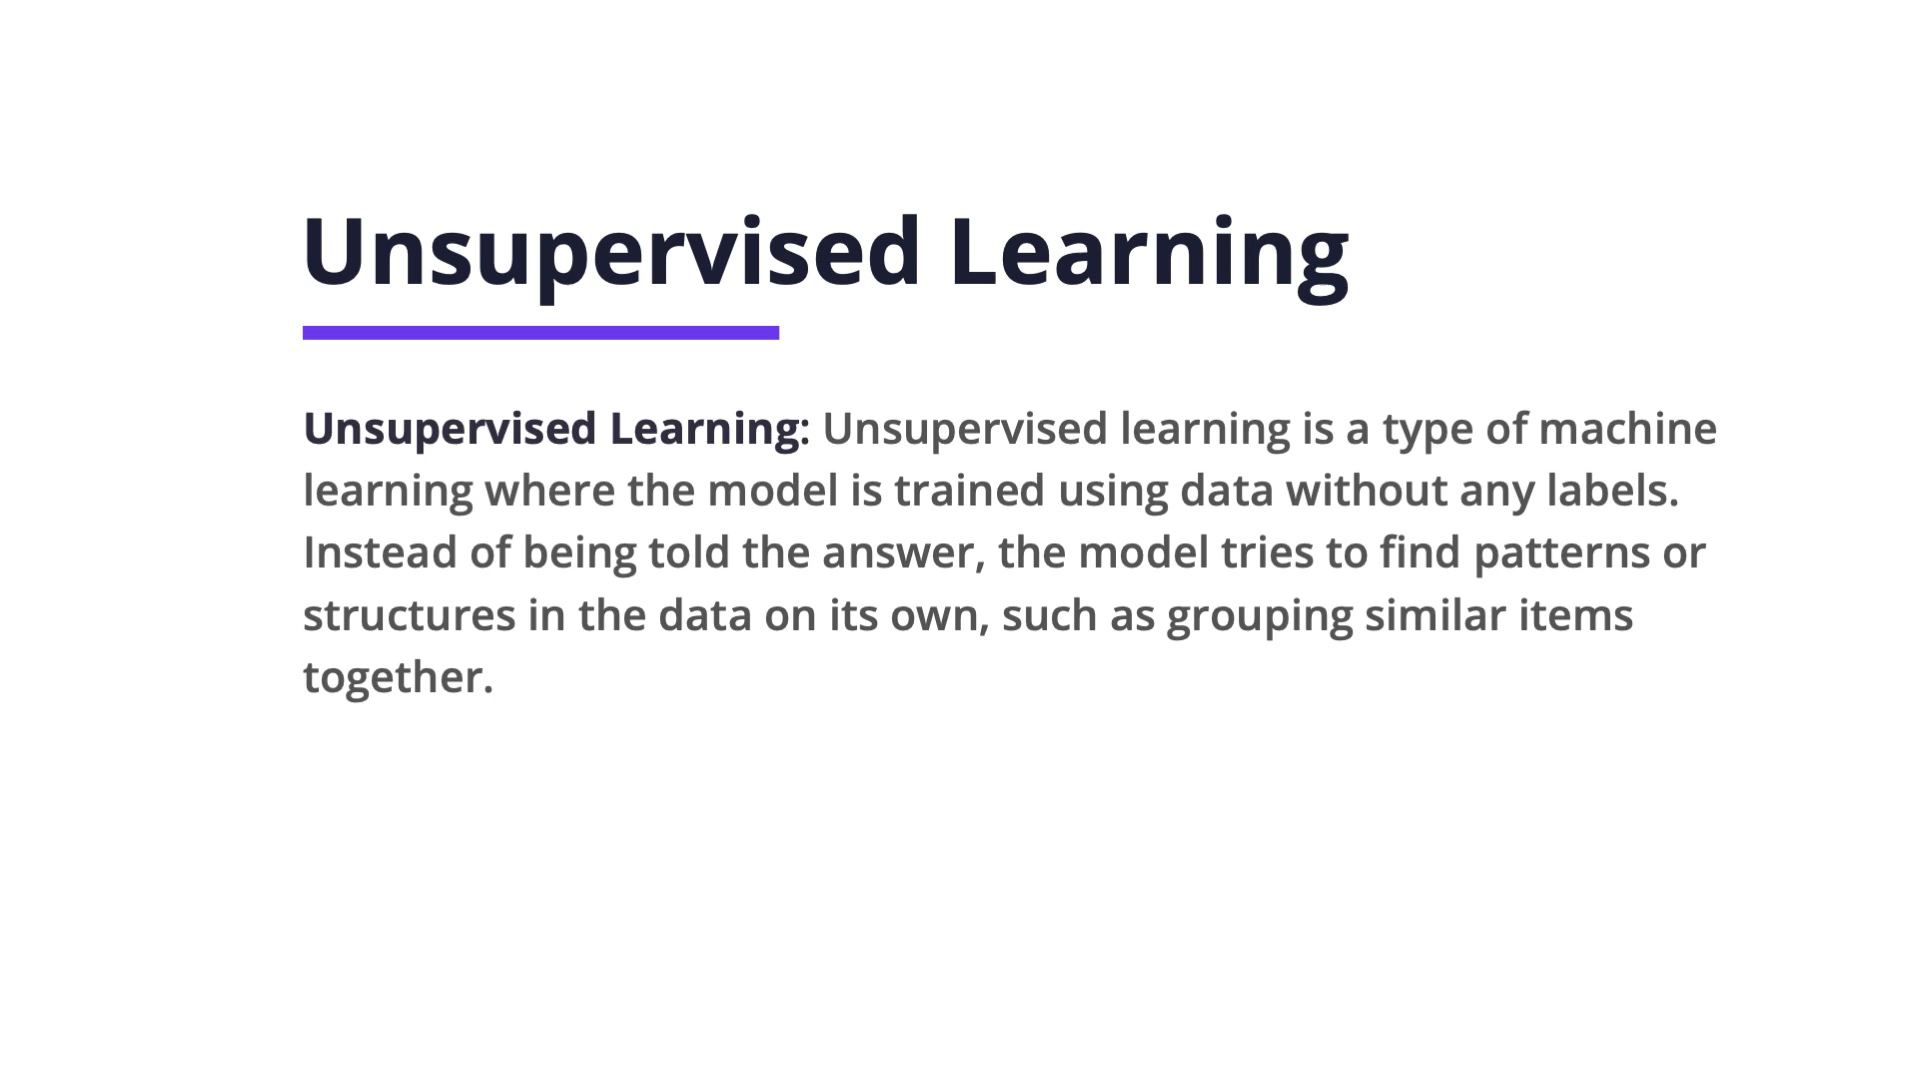 Unsupervised Learning
Unsupervised Learning: Unsupervised learning is a type of machine
learning where the model is trained using data without any labels.
Instead of being told the answer, the model tries to find patterns or
structures in the data on its own, such as grouping similar items
together.